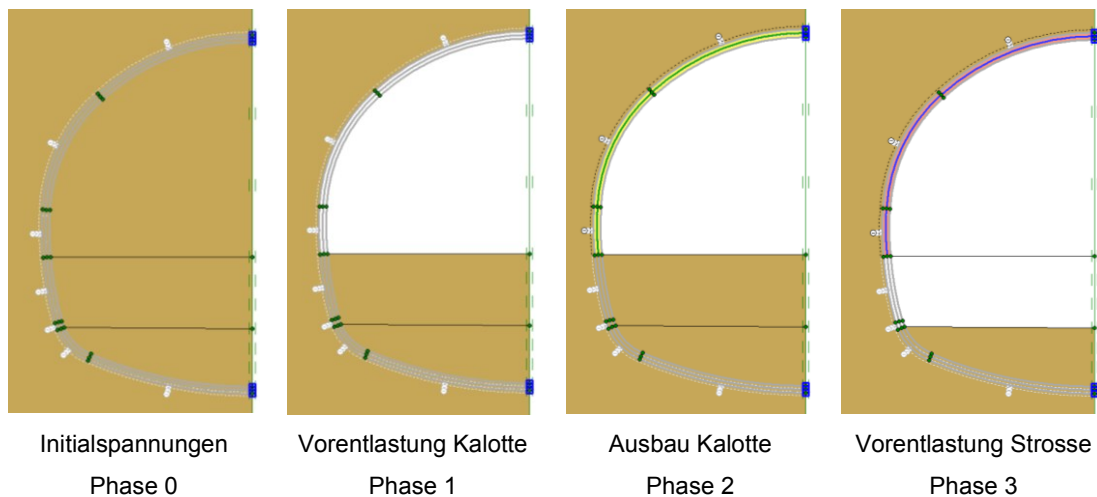 Initialspannungen
Phase 0
Vorentlastung Kalotte
Phase 1
Ausbau Kalotte
Phase 2
Vorentlastung Strosse
Phase 3